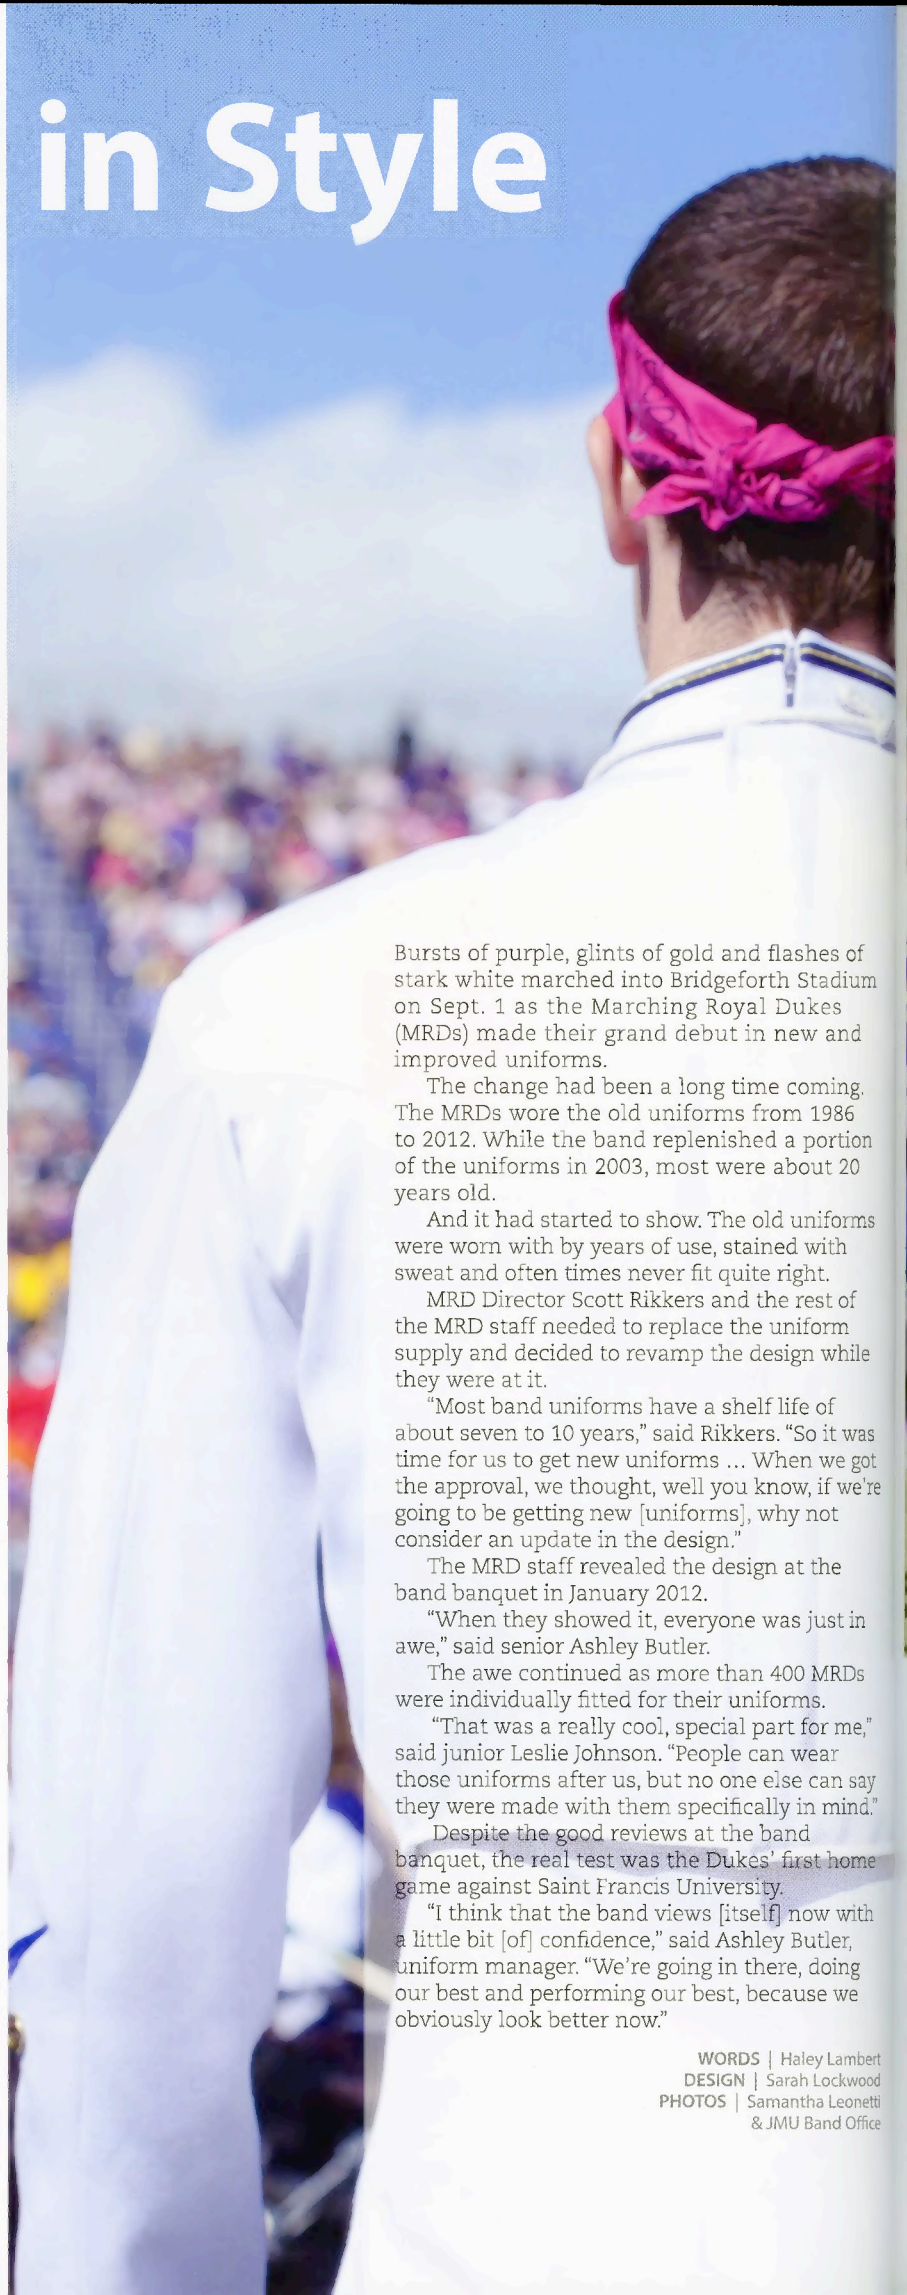 in Style
Bursts of purple, glints of gold and flashes of
stark white marched into Bridgeforth Stadium
on Sept. 1 as the Marching Royal Dukes
(MRDs) made their grand debut in new and
improved uniforms.
The change had been a long time coming.
The MRDs wore the old uniforms from 1986
to 2012. While the band replenished a portion
of the uniforms in 2003, most were about 20
years old.
And it had started to show. The old uniforms
were worn with by years of use, stained with
sweat and often times never fit quite right.
MRD Director Scott Rikkers and the rest of
the MRD staff needed to replace the uniform
supply and decided to revamp the design while
they were at it.
“Most band uniforms have a shelf life of
about seven to 10 years,” said Rikkers. “So it was
time for us to get new uniforms ... When we got
the approval, we thought, well you know, if we're
going to be getting new [uniforms], why not
consider an update in the design.”
The MRD staff revealed the design at the
band banquet in January 2012.
“When they showed it, everyone was just in
awe,” said senior Ashley Butler.
The awe continued as more than 400 MRDs
were individually fitted for their uniforms.
“That was a really cool, special part for me,”
said junior Leslie Johnson. “People can wear
those uniforms after us, but no one else can say
they were made with them specifically in mind.”
Despite the good reviews at the band
banquet, the real test was the Dukes’ first home
game against Saint Francis University.
“I think that the band views [itself] now with
a little bit [of] confidence,” said Ashley Butler,
uniform manager. “We’re going in there, doing
our best and performing our best, because we
obviously look better now.”
WORDS | Haley Lambert
DESIGN | Sarah Lockwood
PHOTOS | Samantha Leonetti
& JMU Band Office